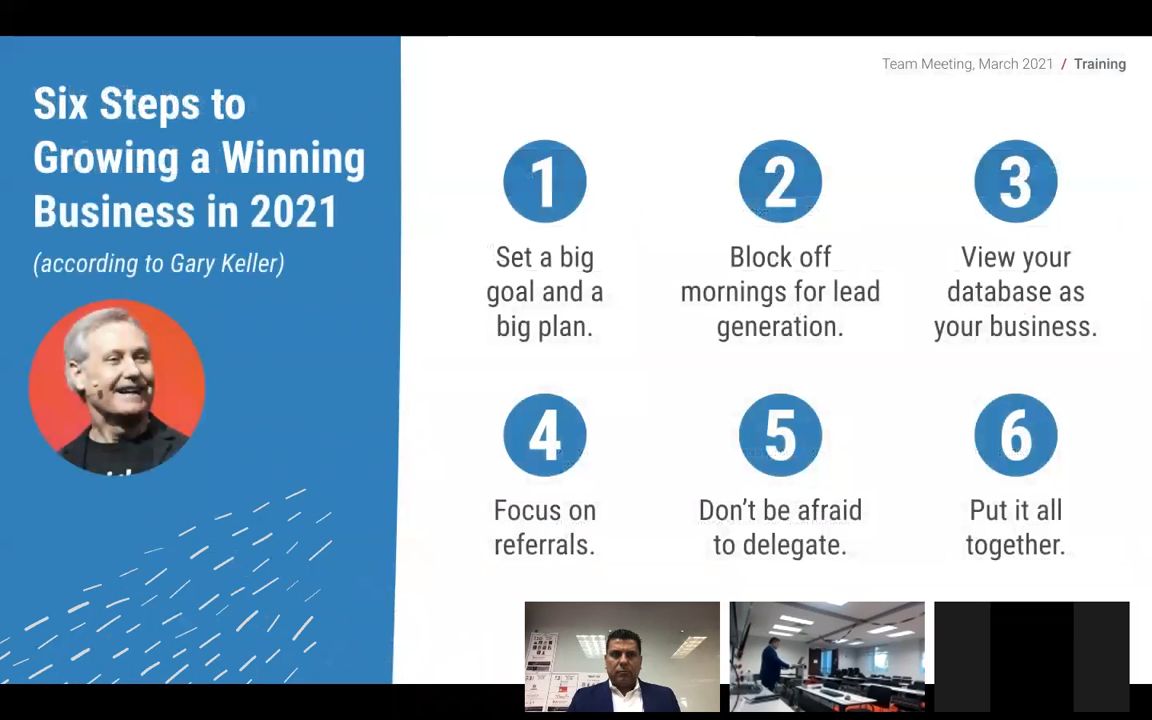 Team Meeting, March 2021 / Training
Six Steps to
Growing a Winning
Business in 2021
(according to Gary Keller)
1
Set a big
goal and a
big plan.
2
Block off
mornings for lead
generation.
3
View your
database as
your business.
4
Focus on
referrals.
5
Don’t be afraid
to delegate.
6
Put it all
together.